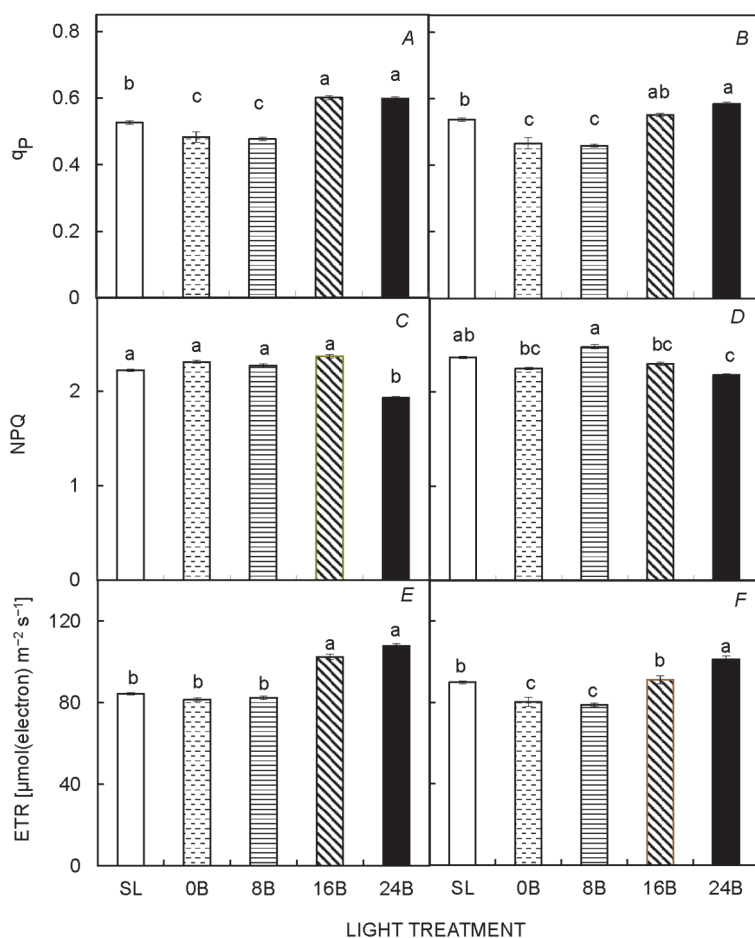 0.8
A
B
a
a
a
b
ab
b
0.6
c
c
c
c
qP
0.4
0.2
0
C
D
a
a
a
a
ab
bc
a
bc
c
b
2
NPQ
1
0
E
F
120
a
a
a
b
b
b
b
b
c
c
80
ETR [µmol(electron) m⁻² s⁻¹]
40
0
SL 0B 8B 16B 24B SL 0B 8B 16B 24B
LIGHT TREATMENT